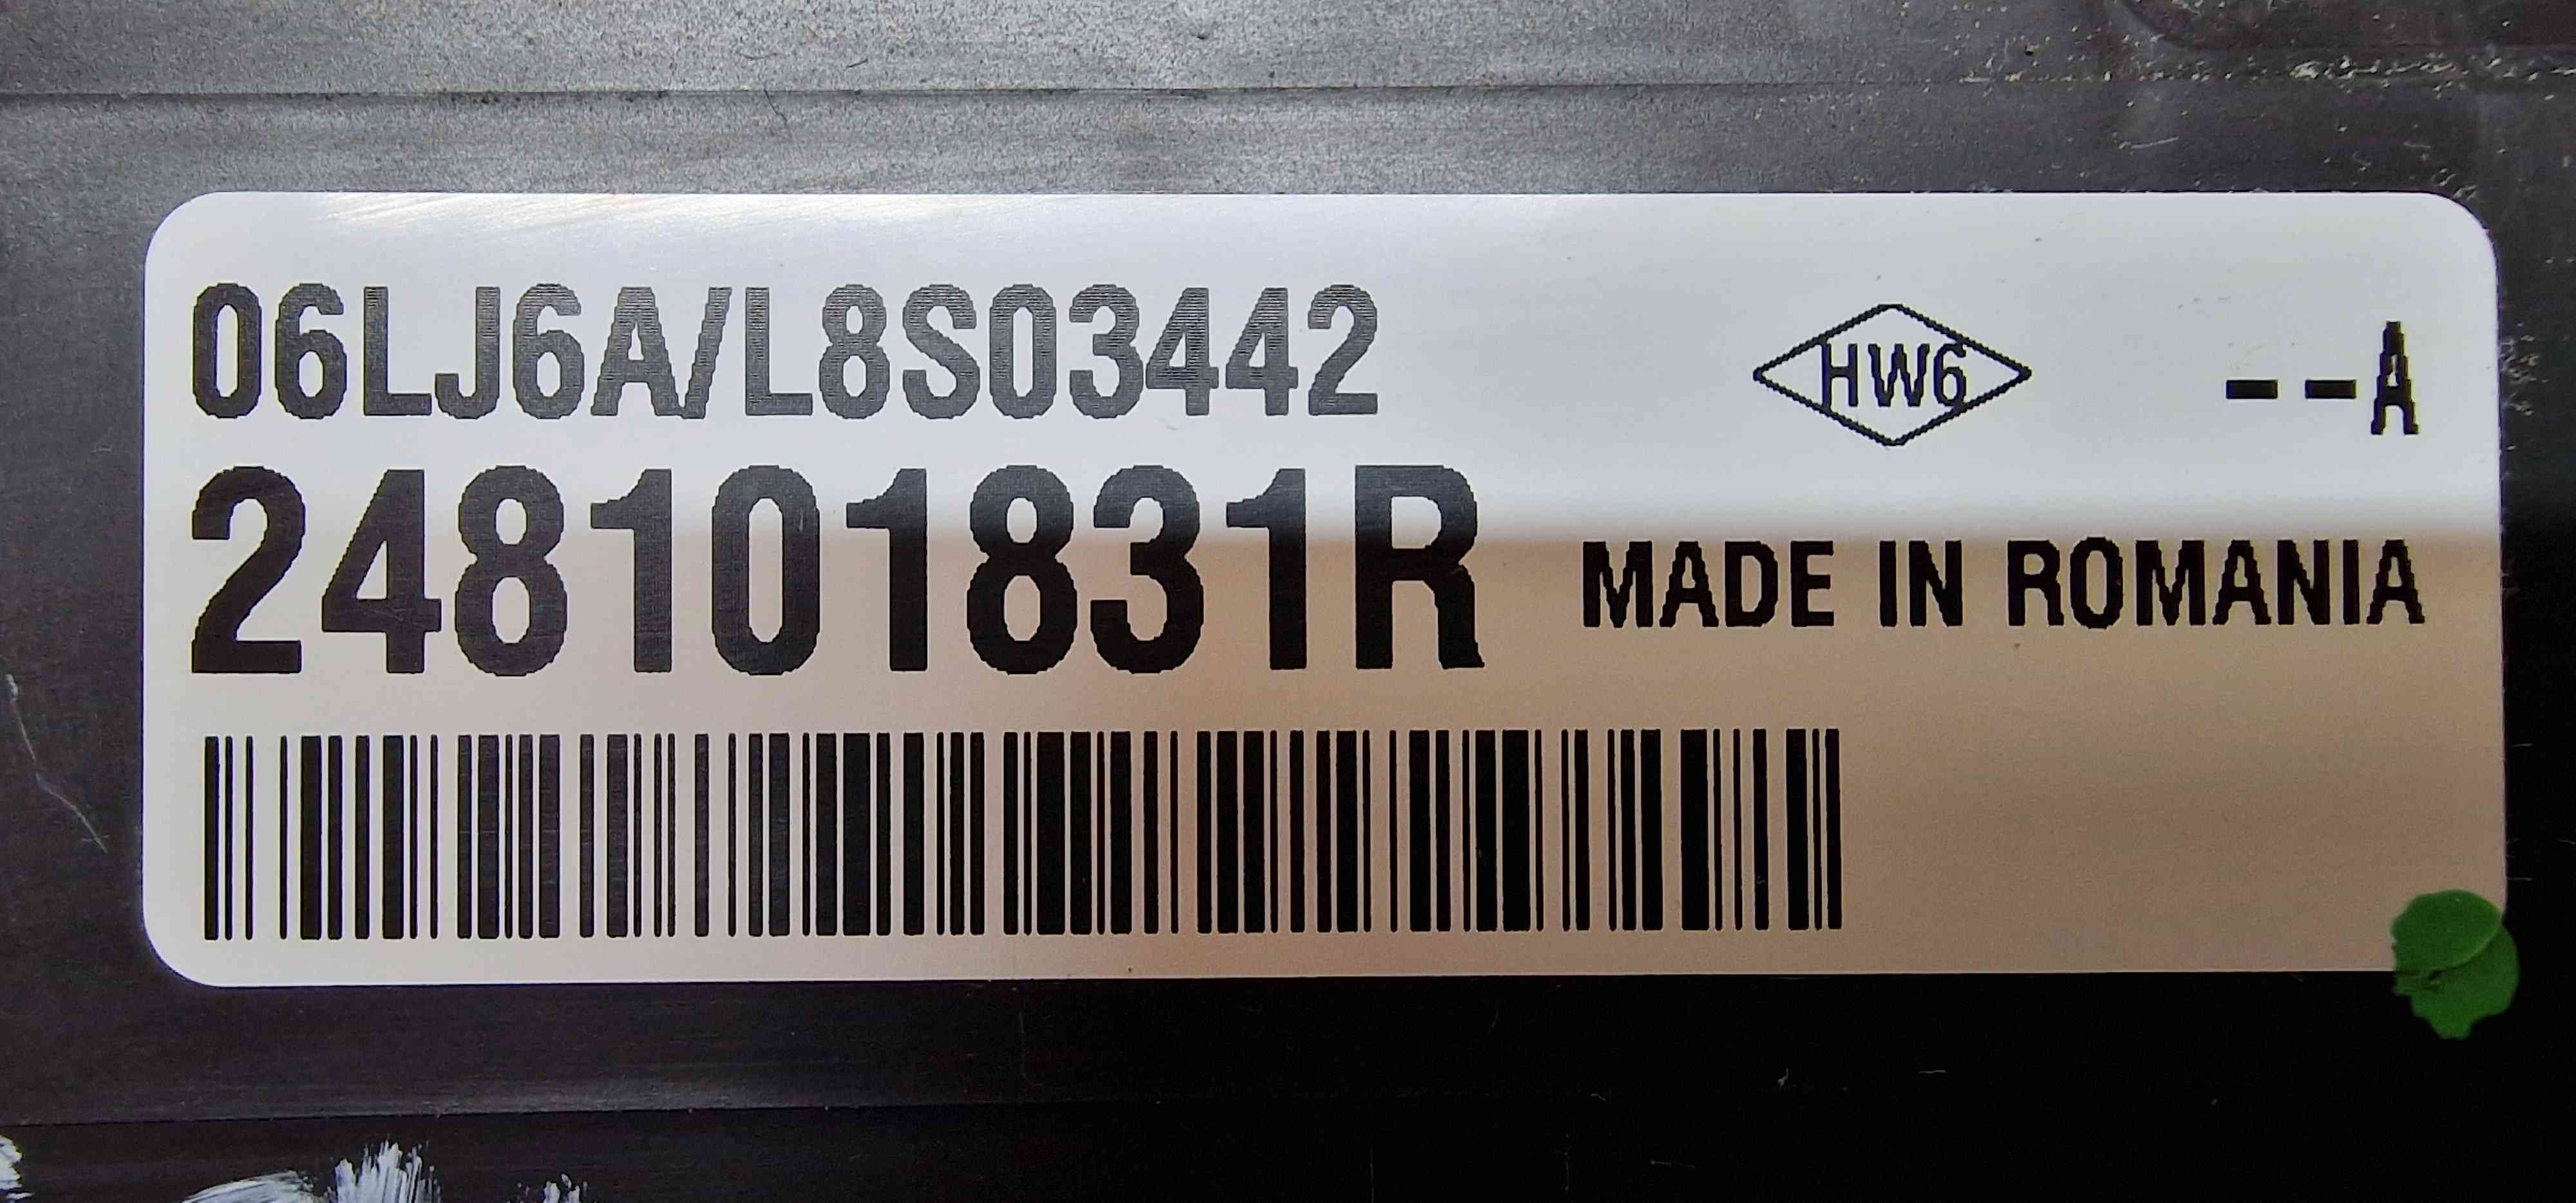 06LJ6A/L8S03442
HW6
--A
248101831R
MADE IN ROMANIA